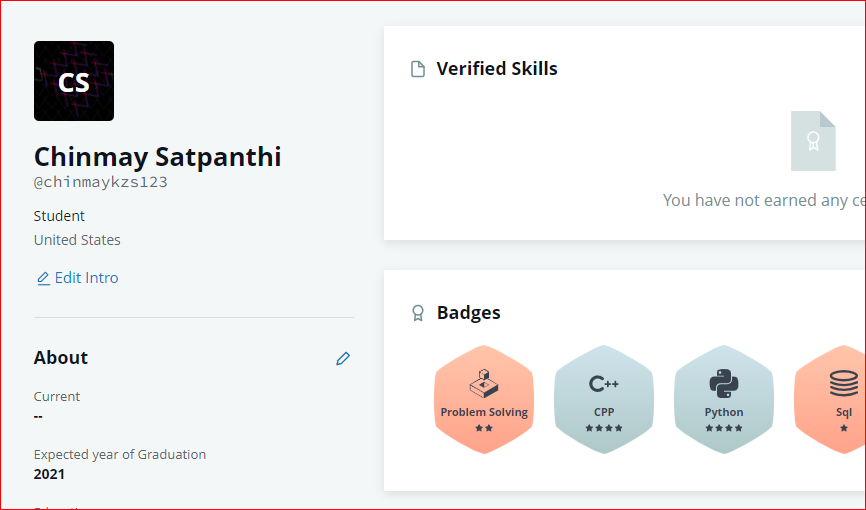 CS
Chinmay Satpanthi
@chinmaykzs123
Student
United States
Edit Intro
About
Current
--
Expected year of Graduation
2021
Verified Skills
You have not earned any
Badges
Problem Solving
C++
CPP
Python
Sql